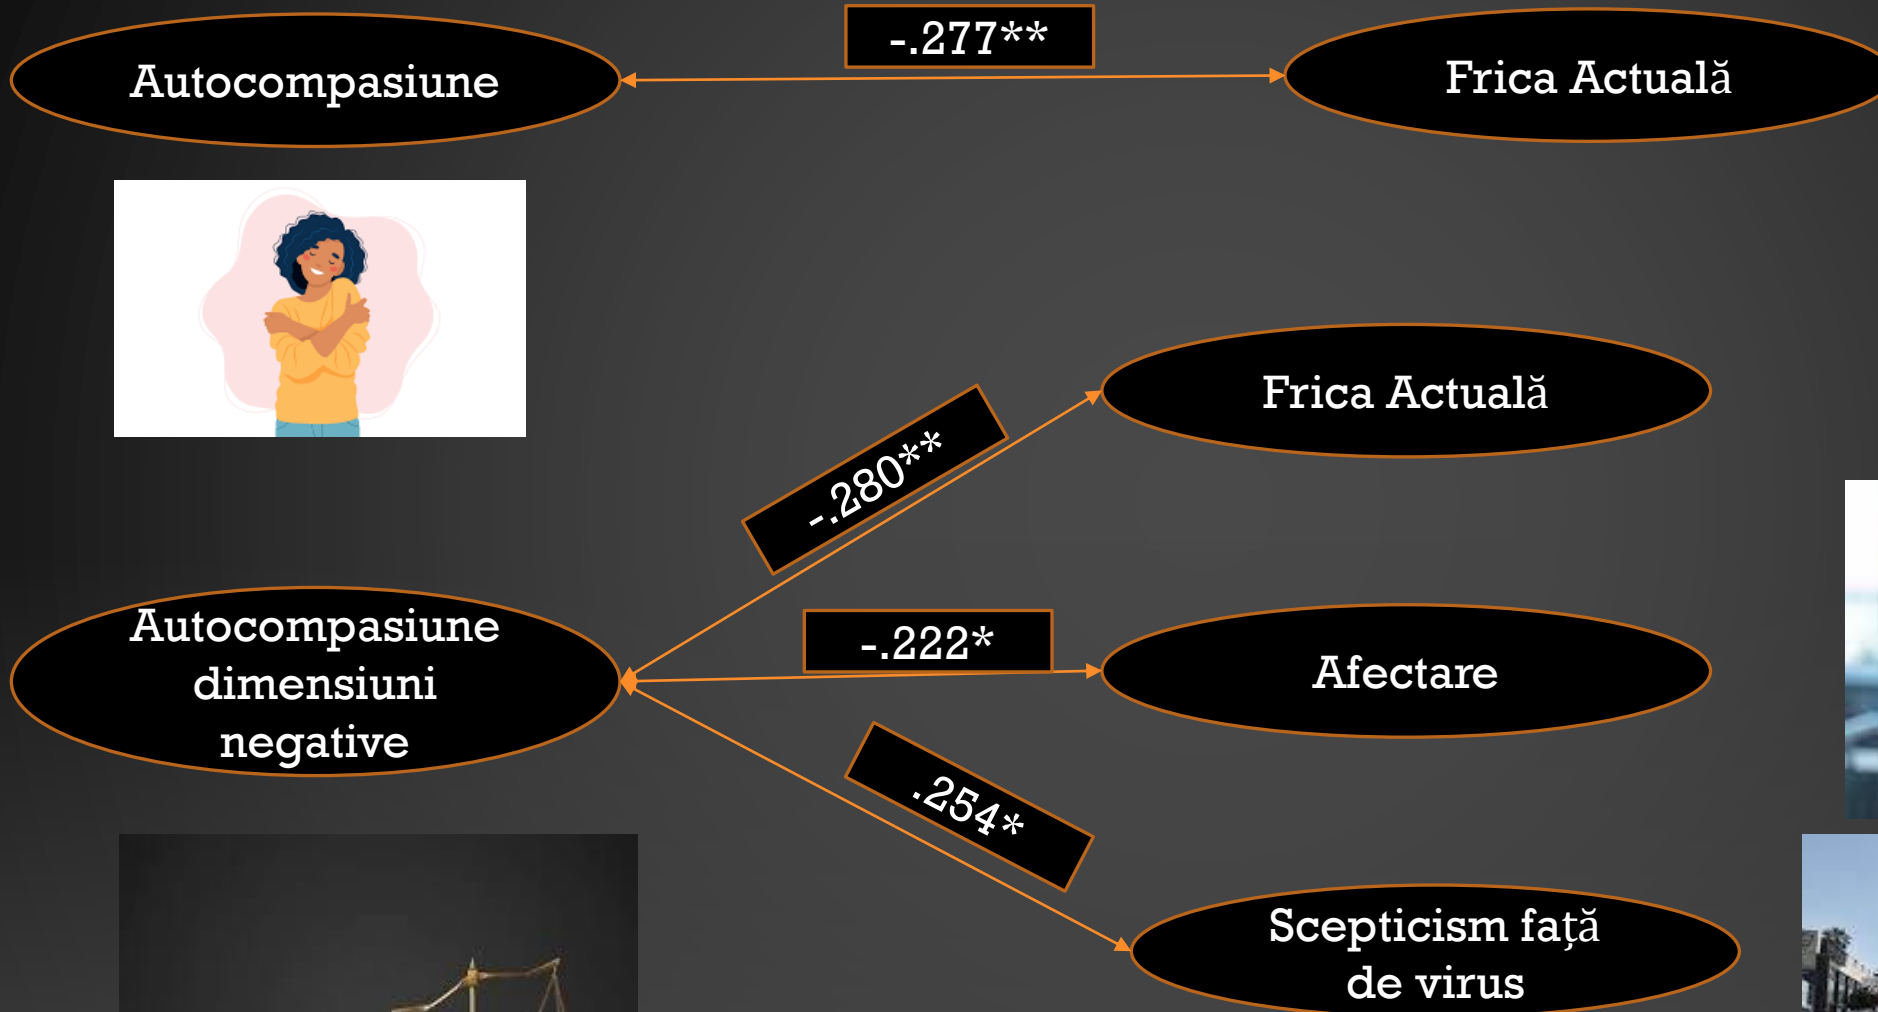 Autocompasiune
-.277**
Frica Actuală
Frica Actuală
-.280**
Autocompasiune
dimensiuni
negative
-.222*
Afectare
.254*
Scepticism față
de virus